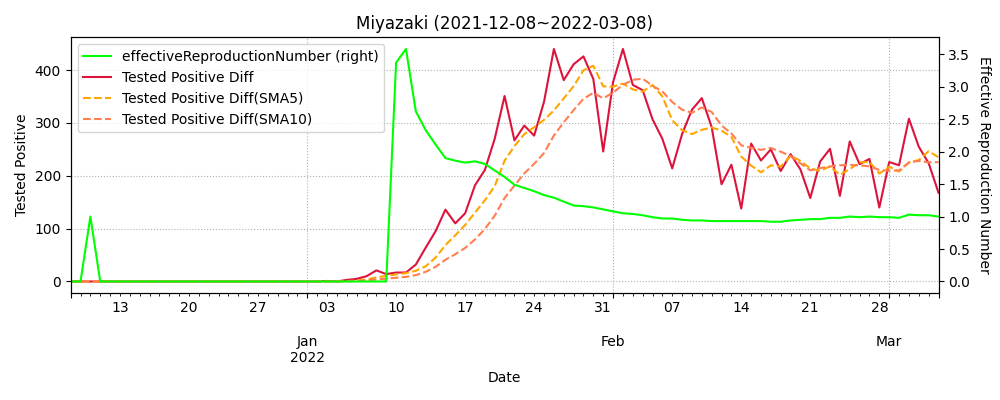 Miyazaki (2021-12-08~2022-03-08)
effectiveReproductionNumber (right)
Tested Positive Diff
Tested Positive Diff(SMA5)
Tested Positive Diff(SMA10)
Tested Positive
400
300
200
100
0
3.5
3.0
2.5
2.0
1.5
1.0
0.5
0.0
Effective Reproduction Number
13 20 27 03 10 17 24 31 07 14 21 28
Jan Feb Mar
2022
Date